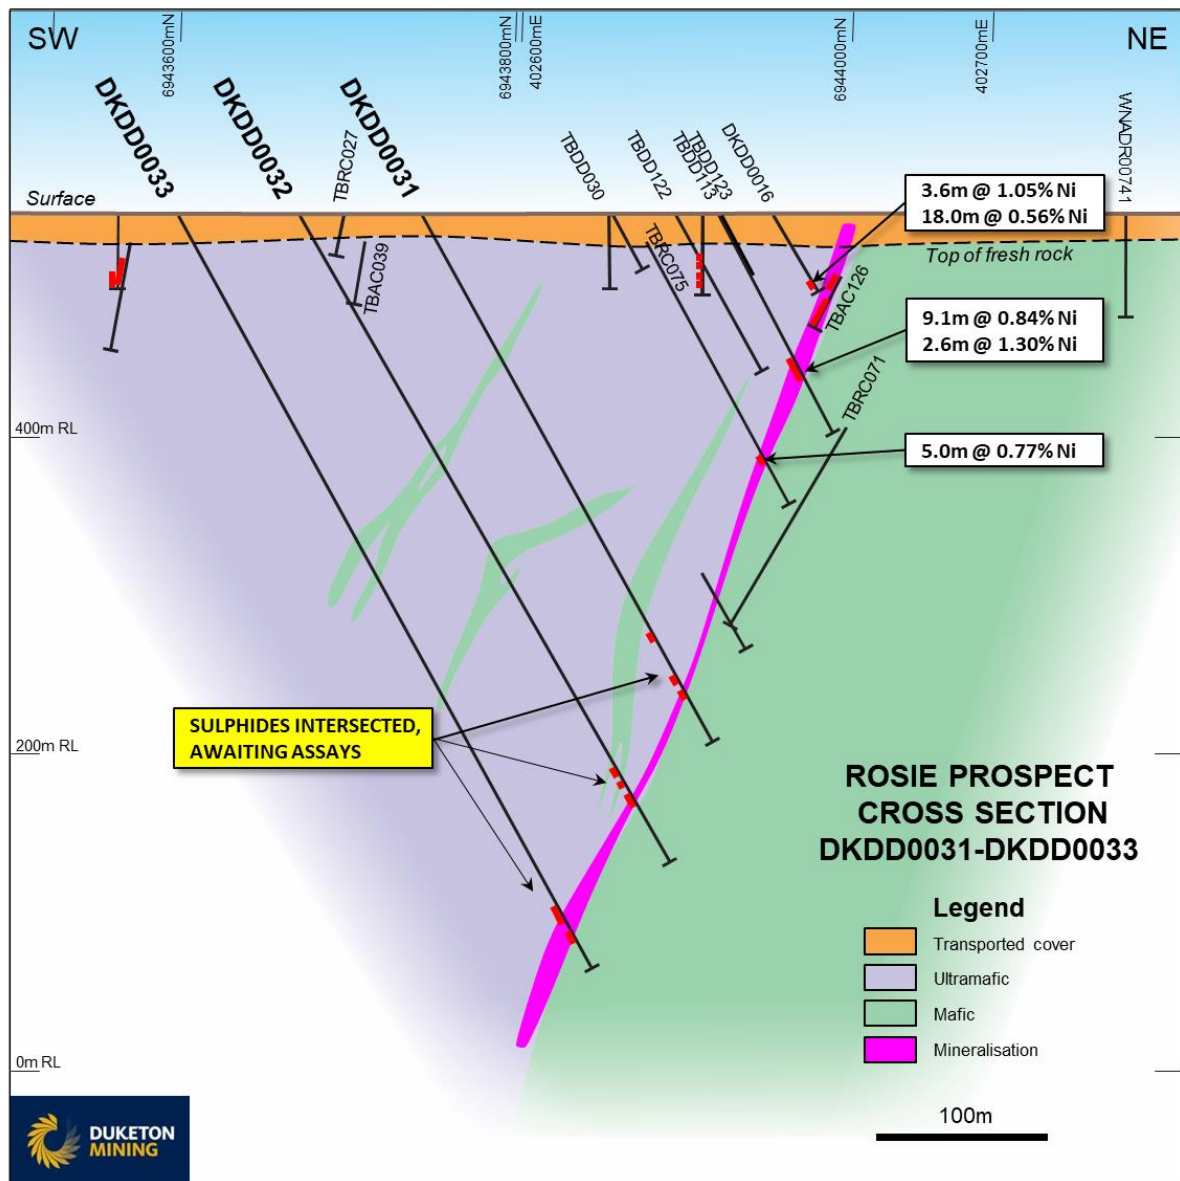 SW
6943600mN
6943800mN
402600mE
6944000mN
402700mE
NE
DKDD0033
DKDD0032
TBRC027
DKDD0031
TBDD030
TBDD122
TBDD113
TBDD123
DKDD0016
WNADR00741
3.6m @ 1.05% Ni
18.0m @ 0.56% Ni
Surface
Top of fresh rock
TBAC039
TBRC075
TBAC126
9.1m @ 0.84% Ni
2.6m @ 1.30% Ni
TBRC071
400m RL
5.0m @ 0.77% Ni
SULPHIDES INTERSECTED,
AWAITING ASSAYS
200m RL
ROSIE PROSPECT
CROSS SECTION
DKDD0031-DKDD0033
Legend
Transported cover
Ultramafic
Mafic
Mineralisation
0m RL
100m
DUKETON
MINING